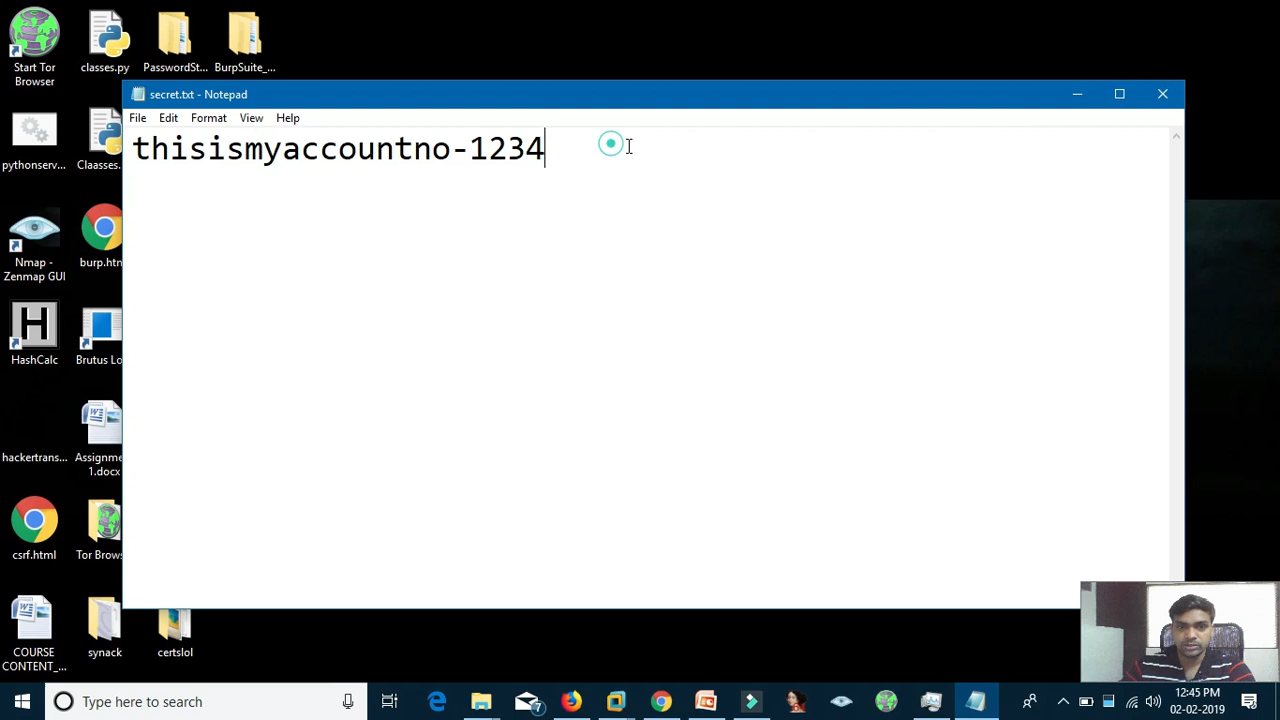 Start Tor
Browser
classes.py
PasswordSt...
BurpSuite_...
secret.txt - Notepad
File Edit Format View Help
thisismyaccountno-1234
pythonserv...
Classes...
Nmap -
Zenmap GUI
burp.htn
H
HashCalc
Brutus Lo
hackertrans...
Assignme
1.docx
csrf.html
Tor Brows
COURSE
CONTENT_...
synack
certslol
Type here to search
7
12:45 PM
02-02-2019